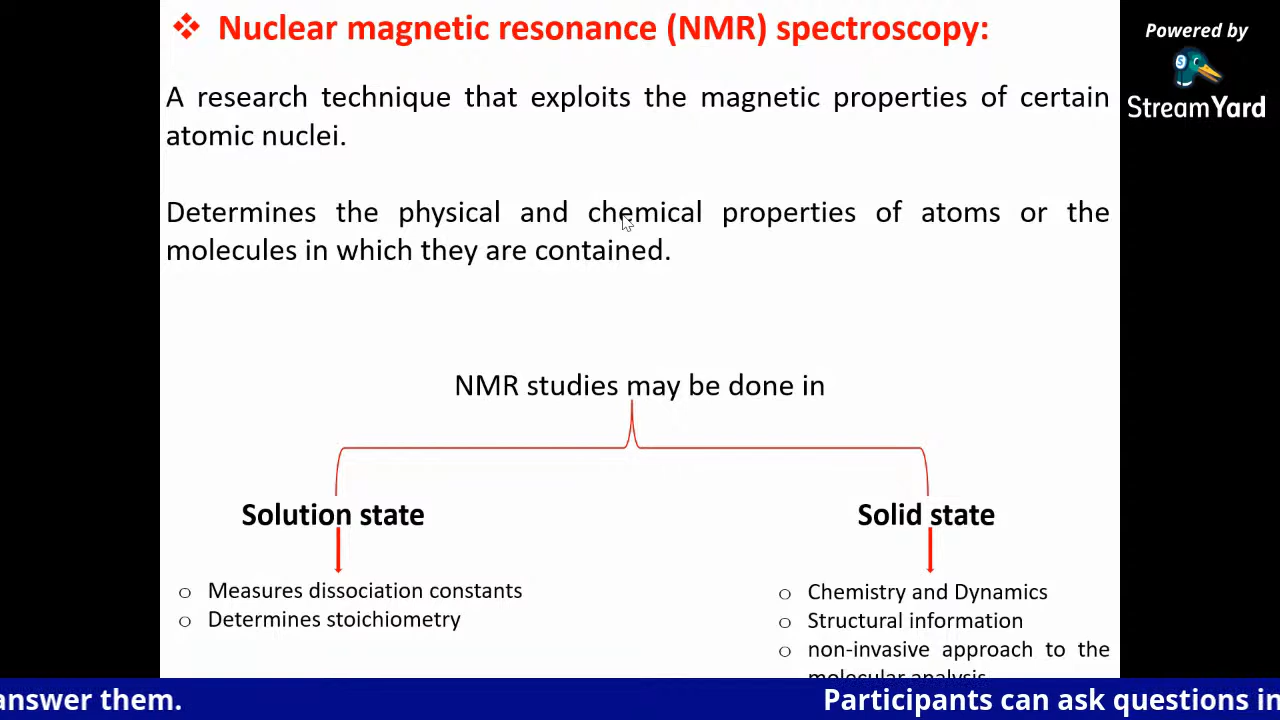 ❖ Nuclear magnetic resonance (NMR) spectroscopy:
Powered by
StreamYard
A research technique that exploits the magnetic properties of certain
atomic nuclei.
Determines the physical and chemical properties of atoms or the
molecules in which they are contained.
NMR studies may be done in
Solution state
o Measures dissociation constants
o Determines stoichiometry
Solid state
o Chemistry and Dynamics
o Structural information
o non-invasive approach to the
molecular analysis
answer them.
Participants can ask questions in